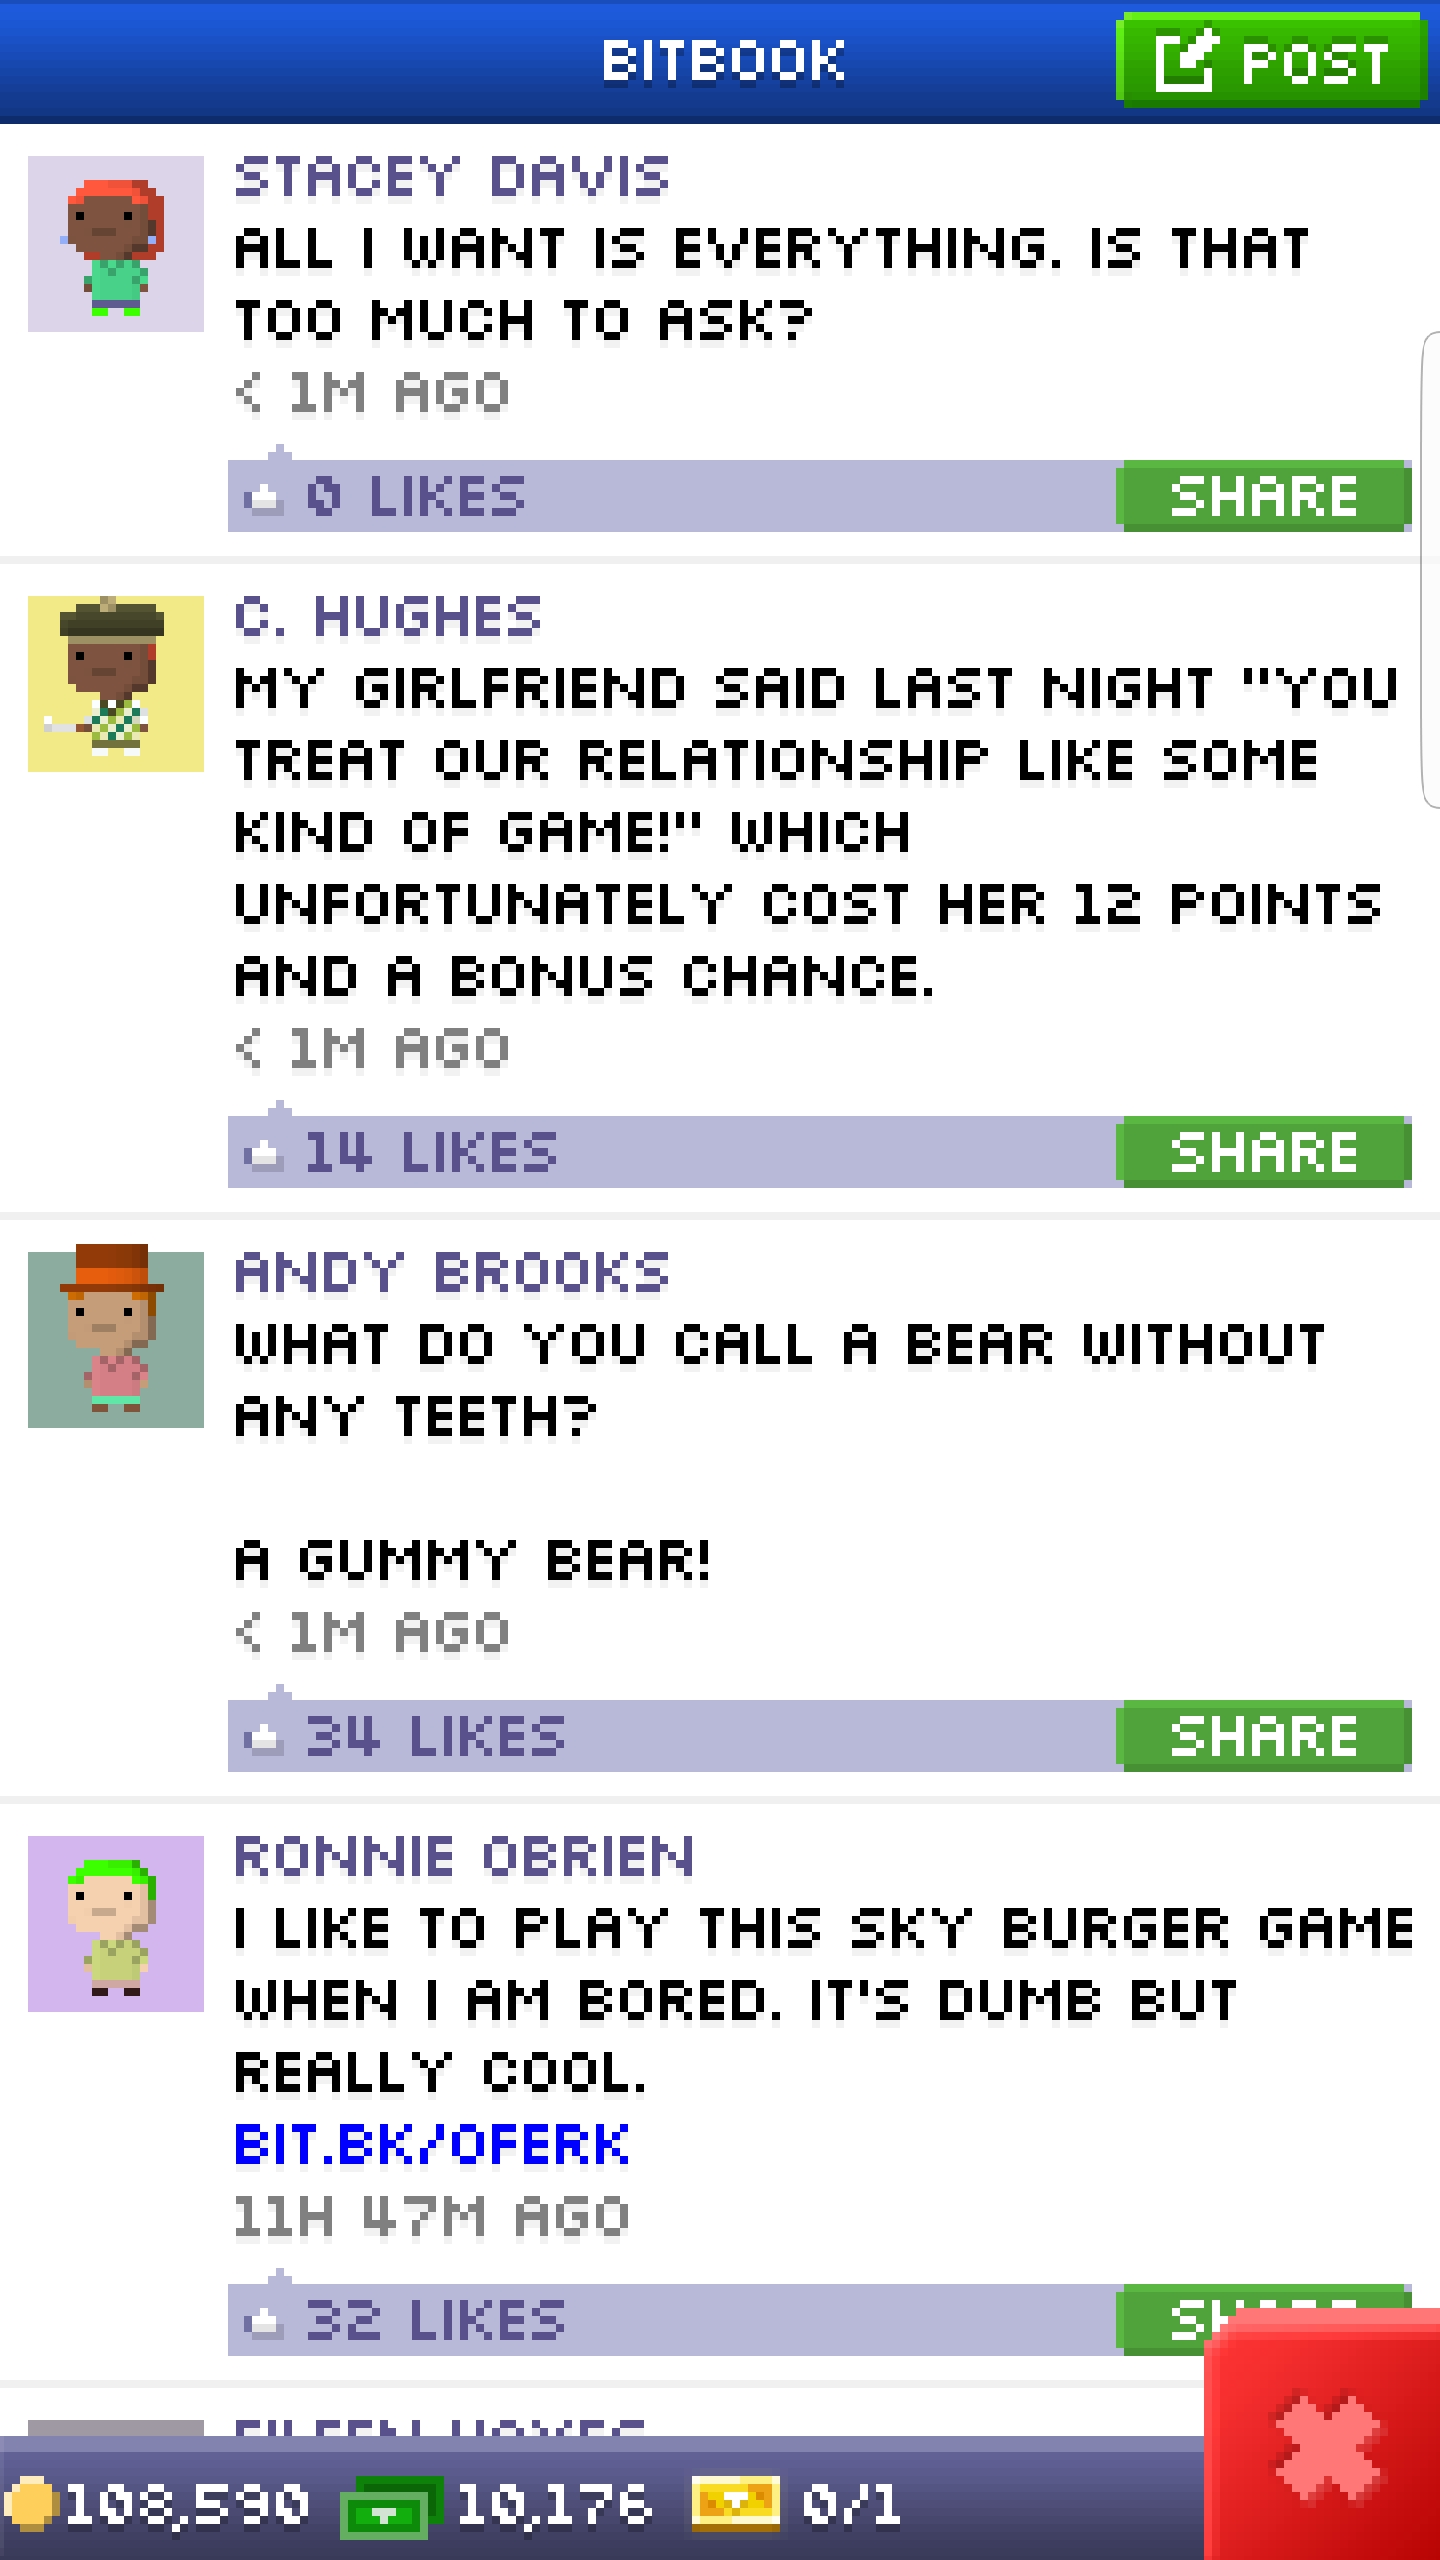 BITBOOK
POST
STACEY DAVIS
ALL I WANT IS EVERYTHING. IS THAT
TOO MUCH TO ASK?
< 1M AGO
0 LIKES
SHARE
C. HUGHES
MY GIRLFRIEND SAID LAST NIGHT "YOU
TREAT OUR RELATIONSHIP LIKE SOME
KIND OF GAME!" WHICH
UNFORTUNATELY COST HER 12 POINTS
AND A BONUS CHANCE.
< 1M AGO
14 LIKES
SHARE
ANDY BROOKS
WHAT DO YOU CALL A BEAR WITHOUT
ANY TEETH?
A GUMMY BEAR!
< 1M AGO
34 LIKES
SHARE
RONNIE OBRIEN
I LIKE TO PLAY THIS SKY BURGER GAME
WHEN I AM BORED. IT'S DUMB BUT
REALLY COOL.
BIT.BK/OFERK
11H 47M AGO
32 LIKES
108,590
10,176
0/1